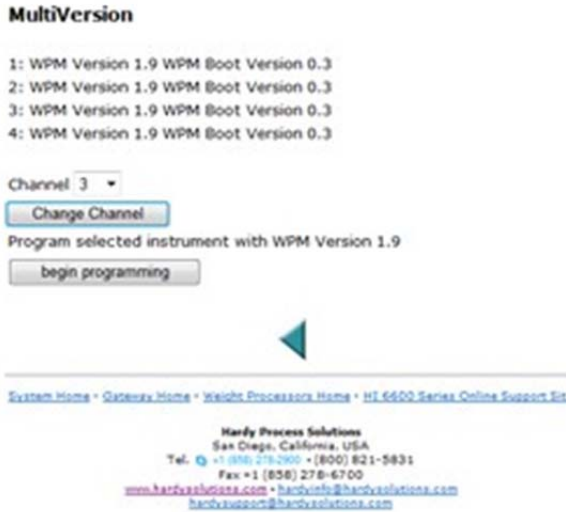 MultiVersion
1: WPM Version 1.9 WPM Boot Version 0.3
2: WPM Version 1.9 WPM Boot Version 0.3
3: WPM Version 1.9 WPM Boot Version 0.3
4: WPM Version 1.9 WPM Boot Version 0.3
Channel 3
Change Channel
Program selected instrument with WPM Version 1.9
begin programming
System Home • Gateway Home • Weight Processors Home • HI 6600 Series Online Support Sit
Hardy Process Solutions
San Diego, California, USA
Tel. +1 (858) 278-2900 • (800) 821-5831
Fax +1 (858) 278-6700
www.hardysolutions.com • hardyinfo@hardysolutions.com
hardysupport@hardysolutions.com